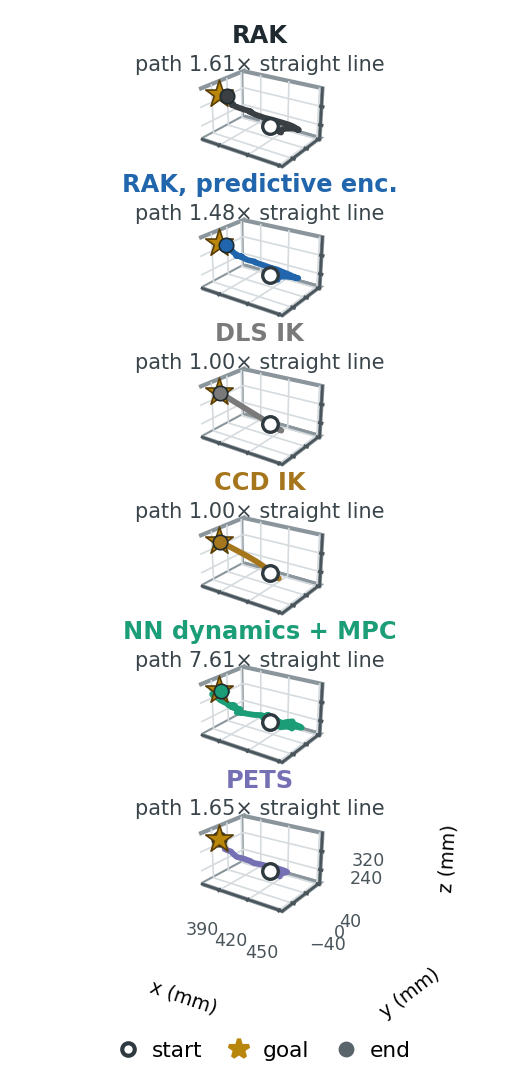 RAK
path 1.61× straight line
RAK, predictive enc.
path 1.48× straight line
DLS IK
path 1.00× straight line
CCD IK
path 1.00× straight line
NN dynamics + MPC
path 7.61× straight line
PETS
path 1.65× straight line
320
240
z (mm)
40
0
−40
390
420
450
x (mm)
y (mm)
start
goal
end